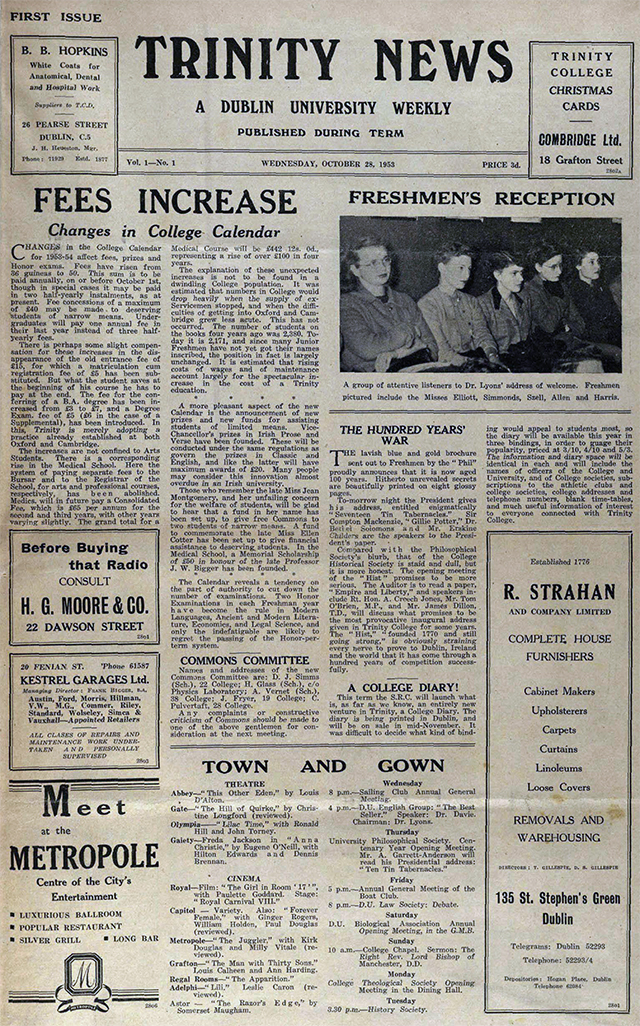 FIRST ISSUE
B. B. HOPKINS
White Coats for
Anatomical, Dental
and Hospital Work
Suppliers to T.C.D.
26 PEARSE STREET
DUBLIN, C.5
J. H. Heweston, Mgr.
Phone: 71929 Estd. 1877
TRINITY NEWS
A DUBLIN UNIVERSITY WEEKLY
PUBLISHED DURING TERM
TRINITY
COLLEGE
CHRISTMAS
CARDS
COMBRIDGE Ltd.
18 Grafton Street
Vol. 1—No. 1 WEDNESDAY, OCTOBER 28, 1953 PRICE 3d.
FEES INCREASE
Changes in College Calendar
CHANGES in the College Calendar
for 1953-54 affect fees, prizes and
Honor exams. Fees have risen from
36 guineas to 50. This sum is to be
paid annually, on or before October 1st,
though in special cases it may be paid
in two half-yearly instalments, as at
present. Fee concessions of a maximum
of £40 may be made to deserving
students of narrow means. Under-
graduates will pay one annual fee in
their last year instead of three half-
yearly fees.
There is perhaps some slight compen-
sation for these increases in the dis-
appearance of the old entrance fee of
£15, for which a matriculation cum
registration fee of £5 has been sub-
stituted. But what the student saves at
the beginning of his course he has to
pay at the end. The fee for the con-
ferring of a B.A. degree has been in-
creased from £3 to £7, and a Degree
Exam. fee of £5 (£6 in the case of a
Supplemental), has been introduced. In
this, Trinity is merely adopting a
practice already established at both
Oxford and Cambridge.
The increases are not confined to Arts
Students. There is a corresponding
rise in the Medical School. Here the
system of paying separate fees to the
Bursar and to the Registrar of the
School, for arts and professional courses,
respectively, has been abolished.
Medics. will in future pay a Consolidated
Fee, which is £65 per annum for the
second and third years, with other years
varying slightly. The grand total for a
Medical Course will be £442 12s. 0d.,
representing a rise of over £100 in four
years.
The explanation of these unexpected
increases is not to be found in a
dwindling College population. It was
estimated that numbers in College would
drop heavily when the supply of ex-
Servicemen stopped, and when the diffi-
culties of getting into Oxford and Cam-
bridge grew less acute. This has not
occurred. The number of students on
the books four years ago was 2,380. To-
day it is 2,171, and since many Junior
Freshmen have not yet got their names
inscribed, the position in fact is largely
unchanged. It is estimated that rising
costs of wages and of maintenance
account largely for the spectacular in-
crease in the cost of a Trinity
education.
* * *
A more pleasant aspect of the new
Calendar is the announcement of new
prizes and new funds for assisting
students of limited means. Vice-
Chancellor's prizes in Irish Prose and
Verse have been founded. These will be
conducted under the same regulations as
govern the prizes in Classic and
English, and like the latter will have
maximum awards of £20. Many people
may consider this innovation almost
overdue in an Irish university.
Those who remember the late Miss Jean
Montgomery, and her unfailing concern
for the welfare of students, will be glad
to hear that a fund in her name has
been set up, to give free Commons to
two students of narrow means. A fund
to commemorate the late Miss Ellen
Cotter has been set up for giving financial
assistance to deserving students. In the
Medical School, a Memorial Scholarship
of £50 in honour of the late Professor
J. W. Bigger has been founded.
The Calendar reveals a tendency on
the part of authority to cut down the
number of examinations. Two Honor
Examinations in each Freshman year
have become the rule in Modern
Languages, Ancient and Modern Litera-
ture, Economics, and Legal Science, and
only the indefatigable are likely to
regret the passing of the Honor-per-
term system.
COMMONS COMMITTEE
Names and addresses of the new
Commons Committee are: D. J. Simms
(Sch.), 22 College; H. Glass (Sch.), c/o
Physics Laboratory; A. Vernet (Sch.),
38 College; J. Fryer, 19 College; C.
Pulvertaft, 28 College.
Any complaints or constructive
criticism of Commons should be made to
one of the above gentlemen for con-
sideration at the next meeting.
FRESHMEN'S RECEPTION
A group of attentive listeners to Dr. Lyons' address of welcome. Freshmen
pictured include the Misses Elliott, Simmonds, Szell, Allen and Harris.
THE HUNDRED YEARS'
WAR
THE lavish blue and gold brochure
sent out to Freshmen by the "Phil"
proudly announces that it is now aged
100 years. Hitherto unrevealed secrets
are beautifully printed on eight glossy
pages.
To-morrow night the President gives
his address, entitled enigmatically
"Seventeen Tin Tabernacles." Sir
Compton Mackenzie, "Gillie Potter," Dr.
Bethel Solomons and Mr. Erskine
Childers are the speakers to the Presi-
dent's paper.
Compared with the Philosophical
Society's blurb, that of the College
Historical Society is staid and dull, but
it is more honest. The opening meeting
of the "Hist" promises to be more
serious. The Auditor is to read a paper,
"Empire and Liberty," and speakers in-
clude Rt. Hon. A. Creech Jones, Mr. Tom
O'Brien, M.P., and Mr. James Dillon,
T.D., will discuss what promises to be
the most provocative inaugural address
given in Trinity College for some years.
The "Hist," "founded 1770 and still
going strong," is obviously straining
every nerve to prove to Dublin, Ireland
and the world that it has come through a
hundred years of competition success-
fully.
A COLLEGE DIARY!
This term the S.R.C. will launch what
is, as far as we know, an entirely new
venture in Trinity, a College Diary. The
diary is being printed in Dublin, and
will be on sale in mid-November. It
was difficult to decide what kind of bind-
ing would appeal to students most, so
the diary will be available this year in
three bindings, in order to guage their
popularity, priced at 3/10, 4/10 and 5/3.
The information and diary space will be
identical in each and will include the
names of officers of the College and
University, and of College societies, sub-
scriptions to the athletic clubs and
college societies, college addresses and
telephone numbers, blank time-tables,
and much useful information of interest
to everyone connected with Trinity
College.
Before Buying
that Radio
CONSULT
H. G. MOORE & CO.
22 DAWSON STREET
20 FENIAN ST. 'Phone 61587
KESTREL GARAGES Ltd.
Austin, Ford, Morris, Hillman,
V.W., M.G., Commer, Riley,
Standard, Wolseley, Simca &
Vauxhall—Appointed Retailers
ALL CLASES OF REPAIRS AND
MAINTENANCE WORK UNDER-
TAKEN AND PERSONALLY
SUPERVISED
Meet
at the
METROPOLE
Centre of the City's
Entertainment
LUXURIOUS BALLROOM
POPULAR RESTAURANT
SILVER GRILL LONG BAR
M
TOWN AND GOWN
THEATRE
Abbey—"This Other Eden," by Louis
D'Alton.
Gate—"The Hill of Quirke," by Chris-
tine Longford (reviewed).
Olympia—"Lilac Time," with Ronald
Hill and John Torney.
Gaiety—Freda Jackson in "Anna
Christie," by Eugene O'Neill, with
Hilton Edwards and Dennis
Brennan.
CINEMA
Royal—Film: "The Girl in Room '17'",
with Paulette Goddard. Stage:
"Royal Carnival VIII."
Capitol — Variety. Also: "Forever
Female," with Ginger Rogers,
William Holden, Paul Douglas
(reviewed).
Metropole—"The Juggler," with Kirk
Douglas and Milly Vitale (re-
viewed).
Grafton—"The Man with Thirty Sons."
Louis Calheen and Ann Harding.
Regal Rooms—"The Apparition."
Adelphi—"Lili," Leslie Caron (re-
viewed).
Astor — "The Razor's Edge," by
Somerset Maugham.
Wednesday
8 p.m.—Sailing Club Annual General
Meeting.
4 p.m.—D.U. English Group: "The Best
Seller." Speaker: Dr. Davie.
Chairman: Dr. Lyons.
Thursday
University Philosophical Society. Cen-
tenary Year Opening Meeting.
Mr. A. Garrett-Anderson will
read his Presidential address:
"Ten Tin Tabernacles."
Friday
5 p.m.—Annual General Meeting of the
Boat Club.
8 p.m.—D.U. Law Society: Debate.
Saturday
D.U. Biological Association Annual
Opening Meeting, in the G.M.B.
Sunday
10 a.m.—College Chapel. Sermon: The
Right Rev. Lord Bishop of
Manchester, D.D.
Monday
College Theological Society Opening
Meeting in the Dining Hall.
Tuesday
3.30 p.m.—History Society.
Established 1776
R. STRAHAN
AND COMPANY LIMITED
COMPLETE HOUSE
FURNISHERS
Cabinet Makers
Upholsterers
Carpets
Curtains
Linoleums
Loose Covers
REMOVALS AND
WAREHOUSING
DIRECTORS: T. GILLESPIE, D. M. GILLESPIE
135 St. Stephen's Green
Dublin
Telegrams: Dublin 52293
Telephone: 52293/4
Depositories: Hogan Place, Dublin
Telephone 62984